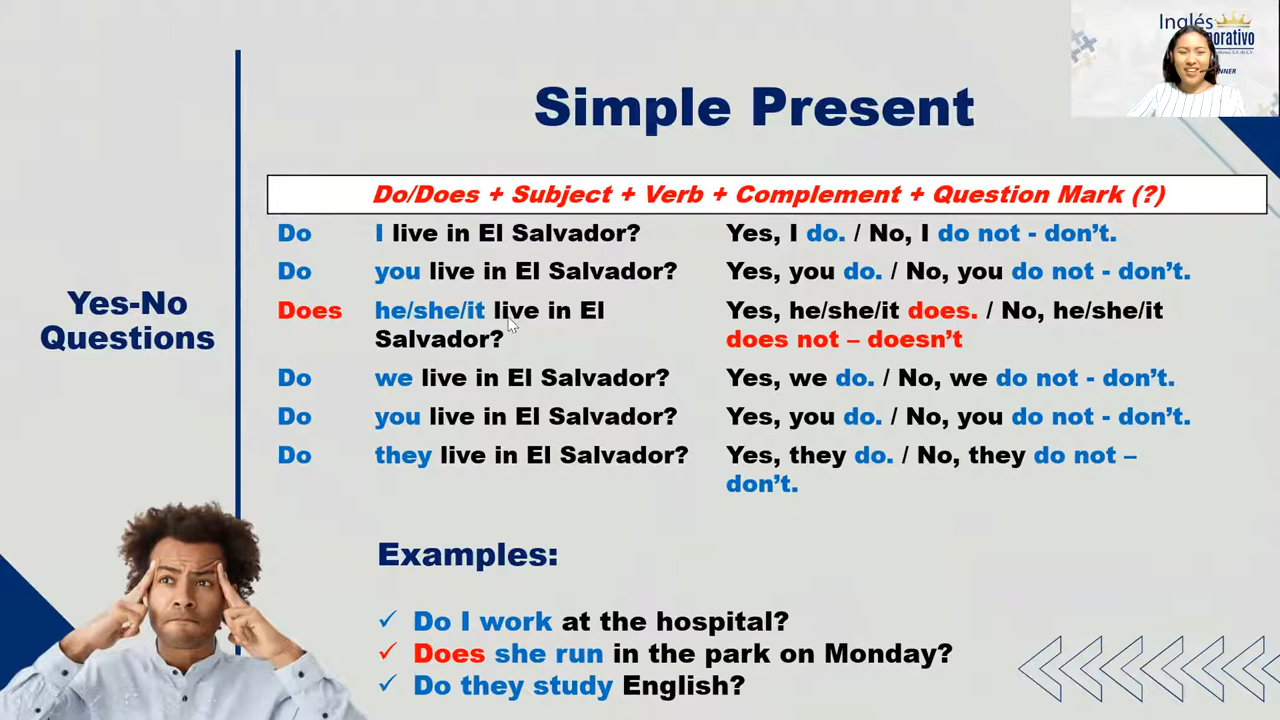 Inglés
orativo
NNER
Simple Present
Do/Does + Subject + Verb + Complement + Question Mark (?)
Do I live in El Salvador? Yes, I do. / No, I do not - don't.
Do you live in El Salvador? Yes, you do. / No, you do not - don't.
Does he/she/it live in El Yes, he/she/it does. / No, he/she/it
Salvador? does not – doesn't
Yes-No
Questions
Do we live in El Salvador? Yes, we do. / No, we do not - don't.
Do you live in El Salvador? Yes, you do. / No, you do not - don't.
Do they live in El Salvador? Yes, they do. / No, they do not –
don't.
Examples:
✓ Do I work at the hospital?
✓ Does she run in the park on Monday?
✓ Do they study English?